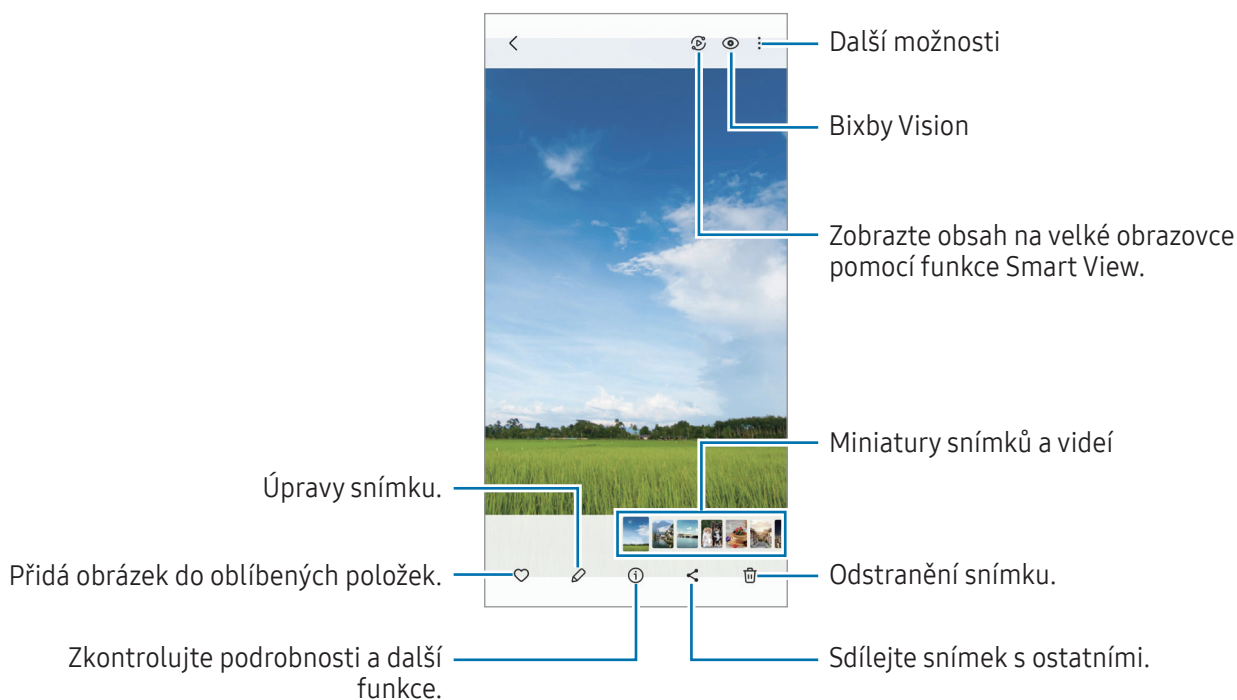 Další možnosti
Bixby Vision
Zobrazte obsah na velké obrazovce
pomocí funkce Smart View.
Miniatury snímků a videí
Úpravy snímku.
Přidá obrázek do oblíbených položek.
Odstranění snímku.
Zkontrolujte podrobnosti a další
funkce.
Sdílejte snímek s ostatními.